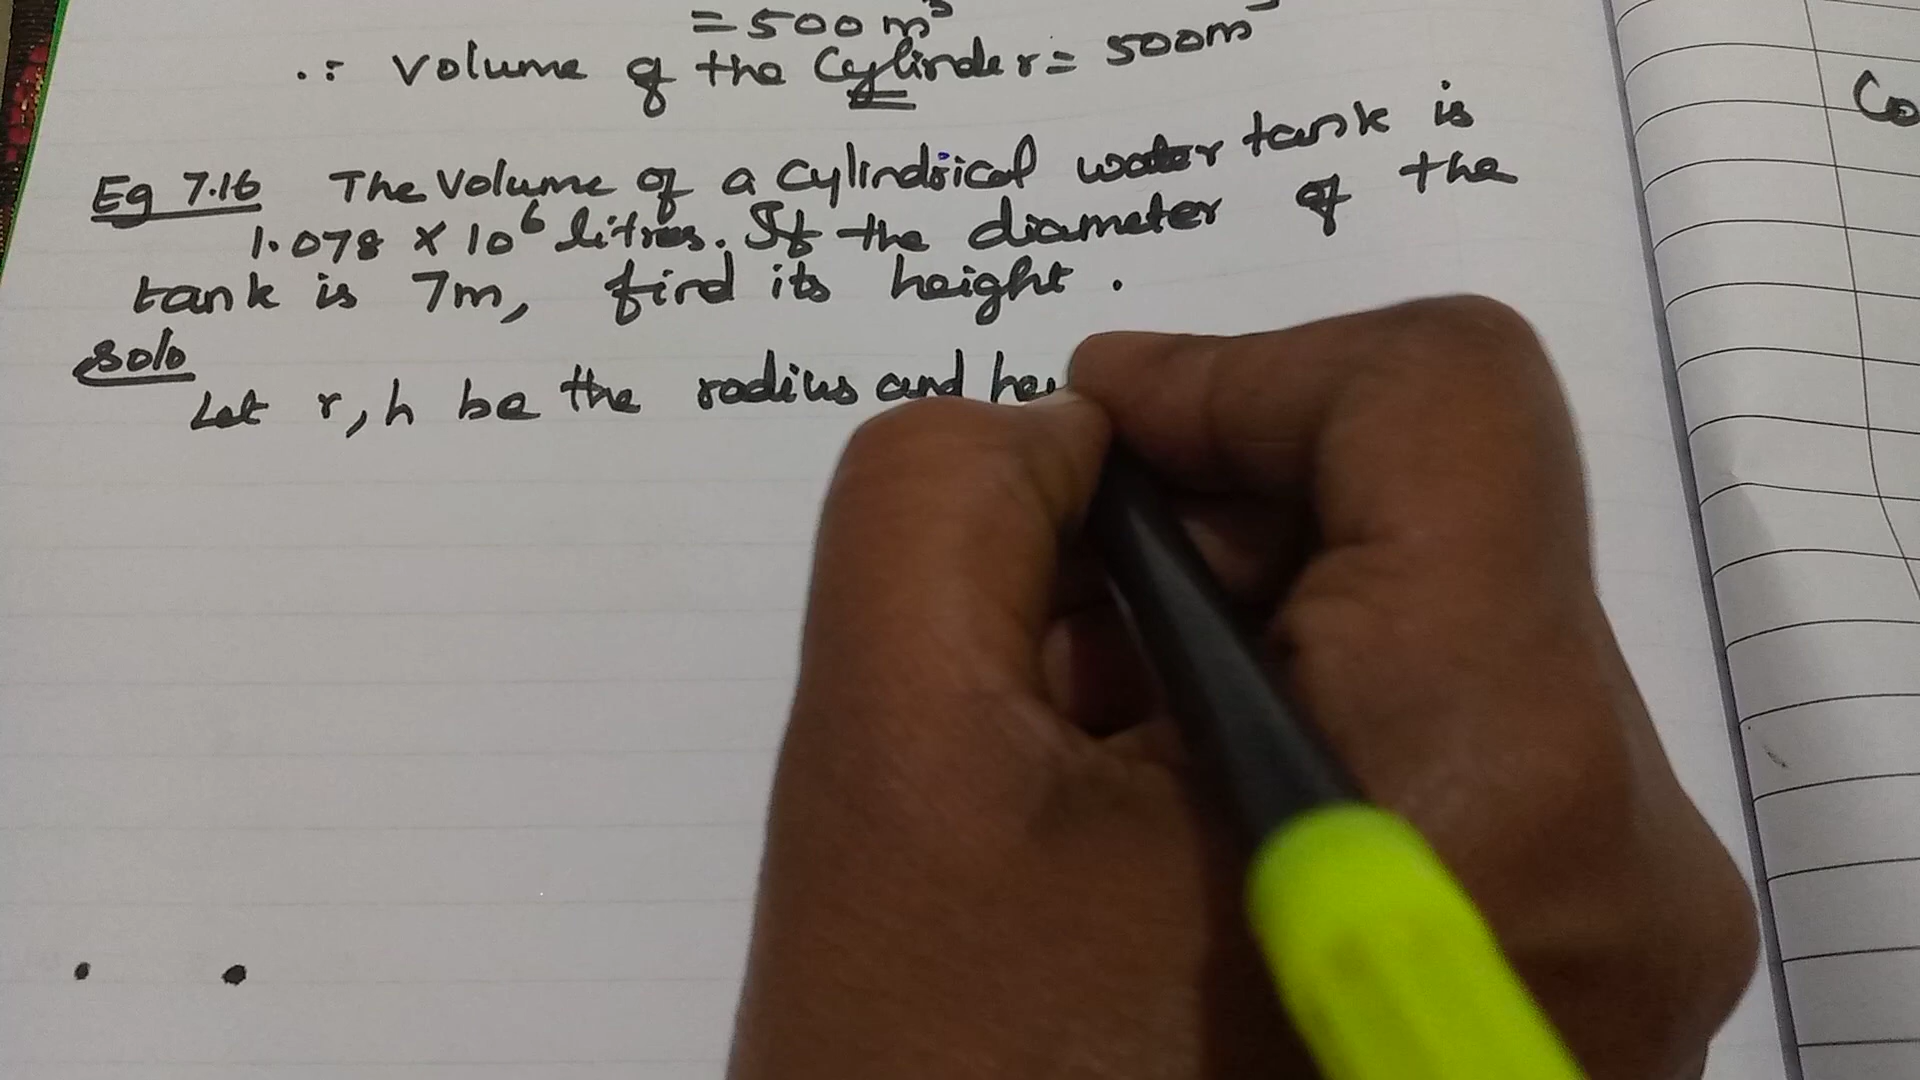 = 500 m³
∴ Volume of the Cylinder = 500m³
Eg 7.16 The Volume of a cylindrical water tank is
1.078 × 10⁶ litres. If the diameter of the
tank is 7m, find its height.
Soln
Let r, h be the radius and hei
Co